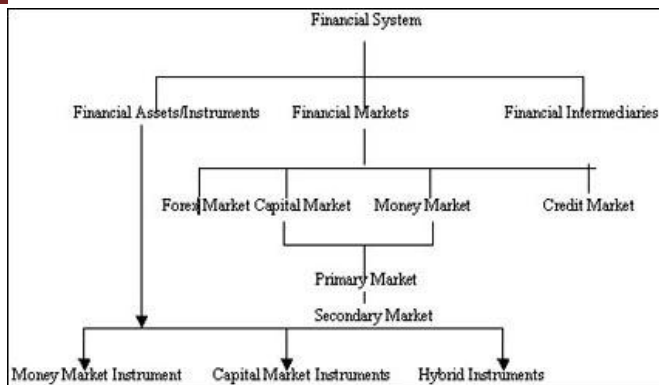 Financial System
Financial Assets/Instruments Financial Markets Financial Intermediaries
Forex Market Capital Market Money Market Credit Market
Primary Market
Secondary Market
Money Market Instrument Capital Market Instruments Hybrid Instruments